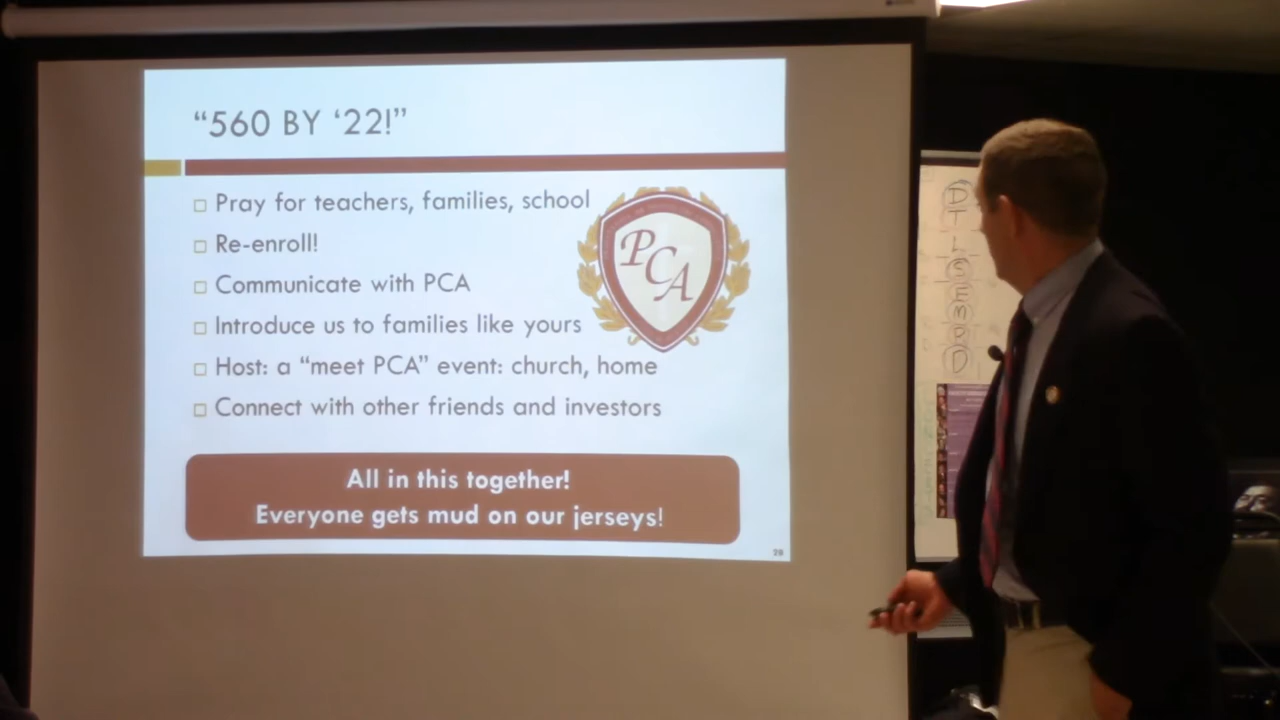 “560 BY ‘22!”
Pray for teachers, families, school
Re-enroll!
Communicate with PCA
Introduce us to families like yours
Host: a “meet PCA” event: church, home
Connect with other friends and investors
PCA
All in this together!
Everyone gets mud on our jerseys!
28
D
T
L
S
E
M
D